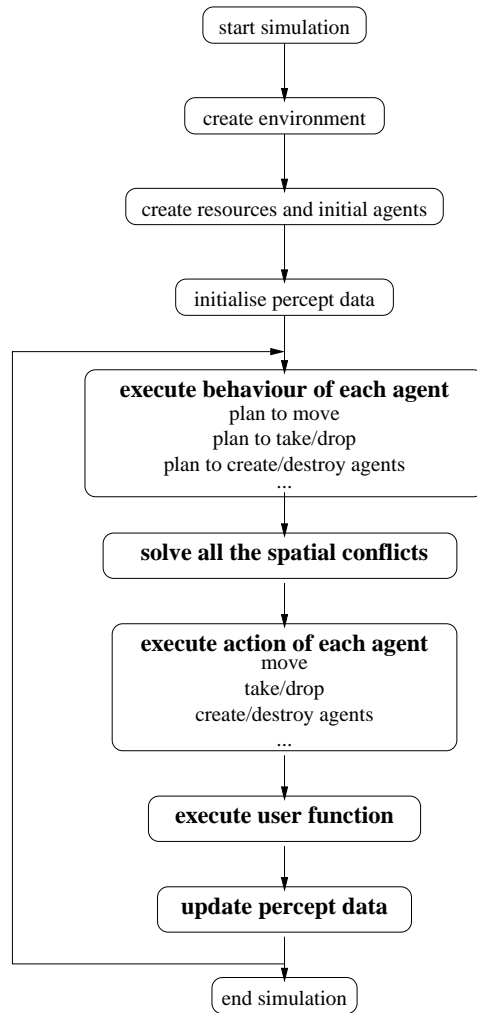 start simulation
create environment
create resources and initial agents
initialise percept data
execute behaviour of each agent
plan to move
plan to take/drop
plan to create/destroy agents
...
solve all the spatial conflicts
execute action of each agent
move
take/drop
create/destroy agents
...
execute user function
update percept data
end simulation